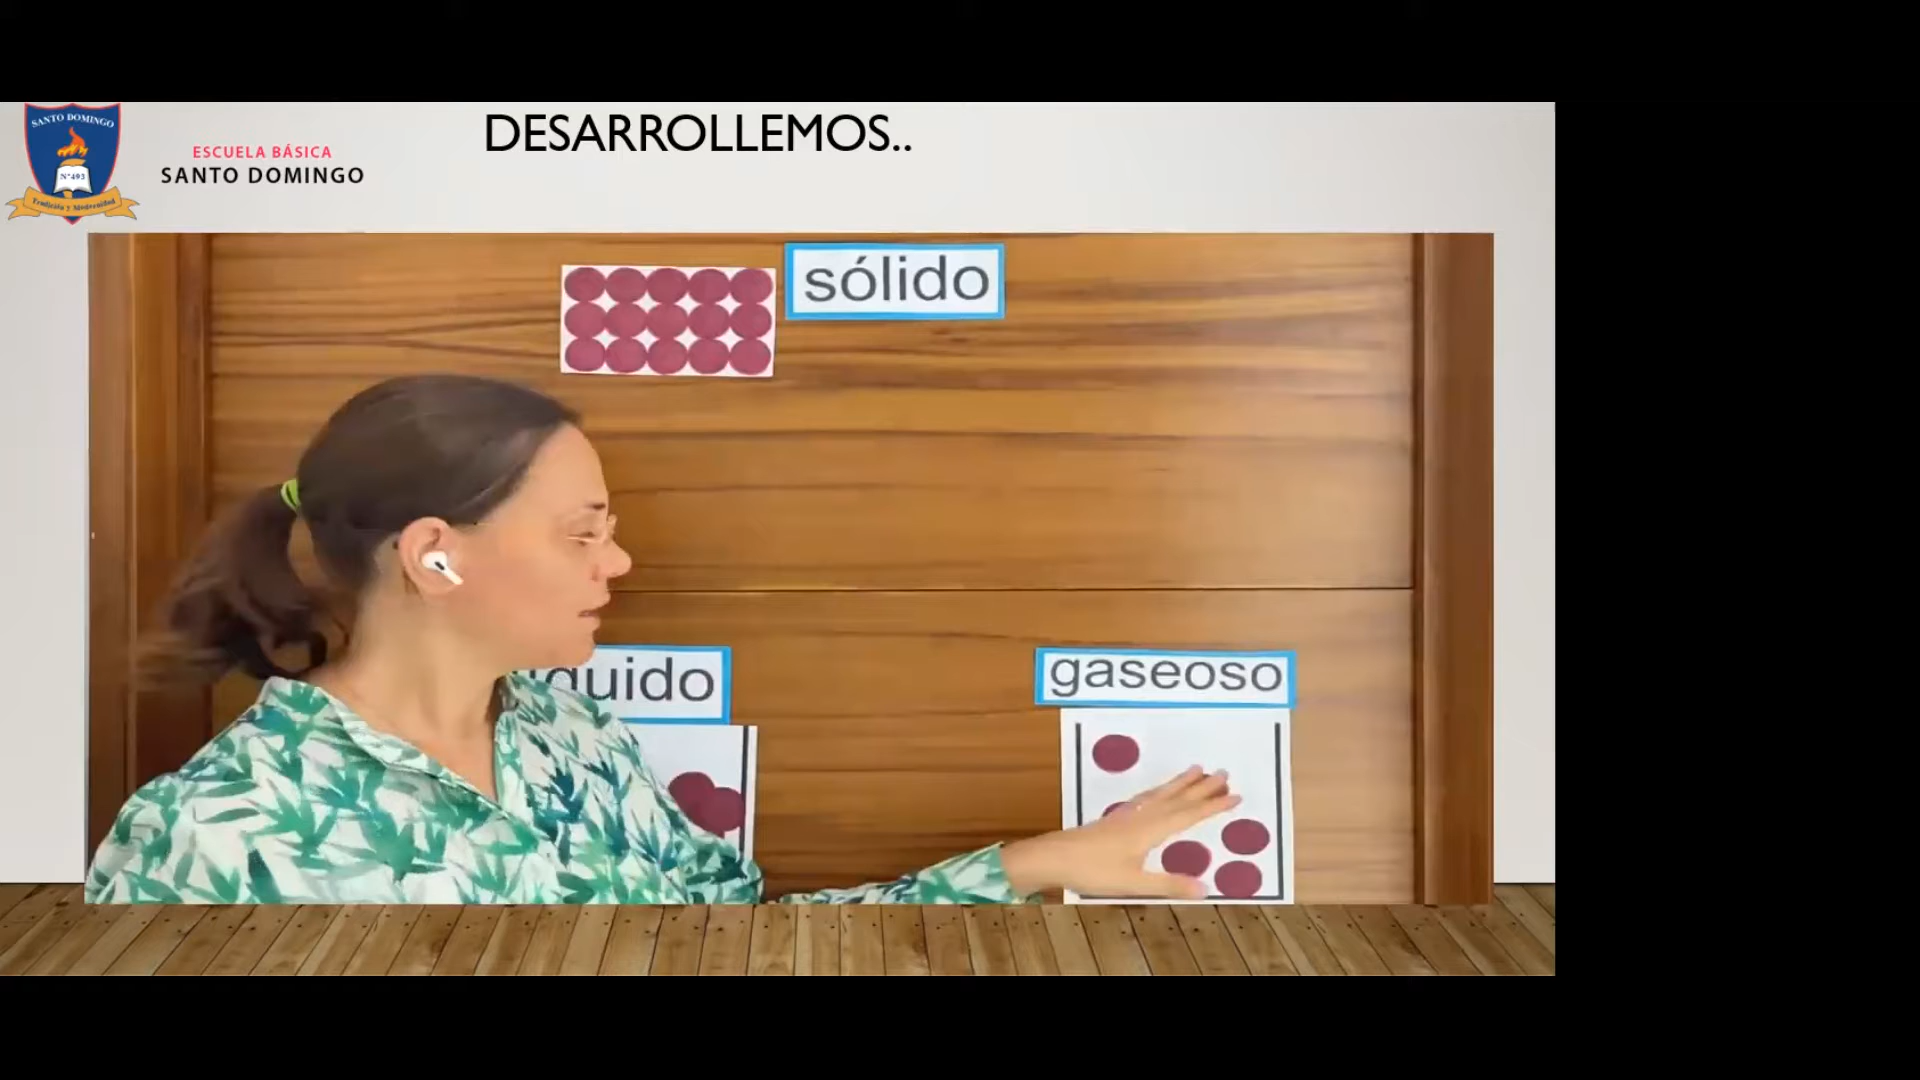 SANTO DOMINGO
N°493
Tradición y Modernidad
ESCUELA BÁSICA
SANTO DOMINGO
DESARROLLEMOS..
sólido
gaseoso